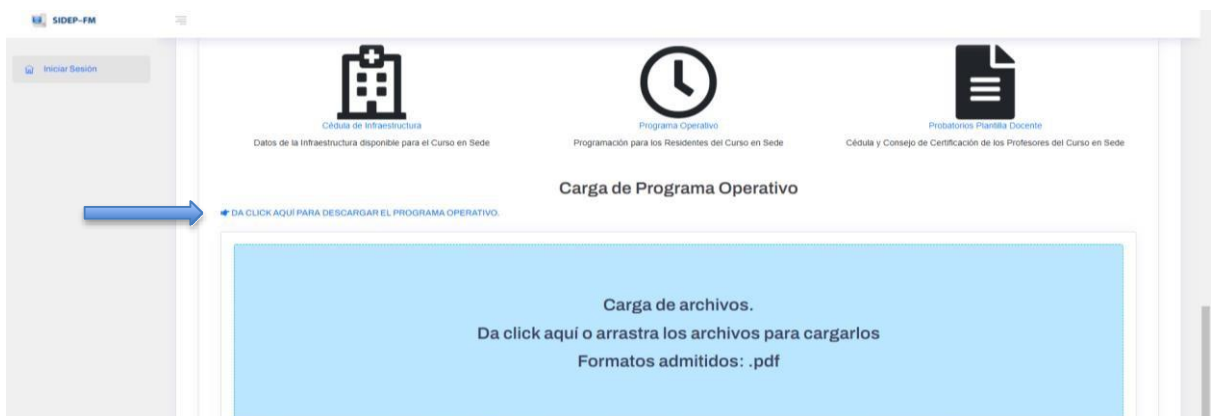 SIDEP-FM
Iniciar Sesión
Cédula de Infraestructura
Programa Operativo
Probatorios Plantilla Docente
Datos de la Infraestructura disponible para el Curso en Sede
Programación para los Residentes del Curso en Sede
Cédula y Consejo de Certificación de los Profesores del Curso en Sede
Carga de Programa Operativo
DA CLICK AQUÍ PARA DESCARGAR EL PROGRAMA OPERATIVO.
Carga de archivos.
Da click aquí o arrastra los archivos para cargarlos
Formatos admitidos: .pdf